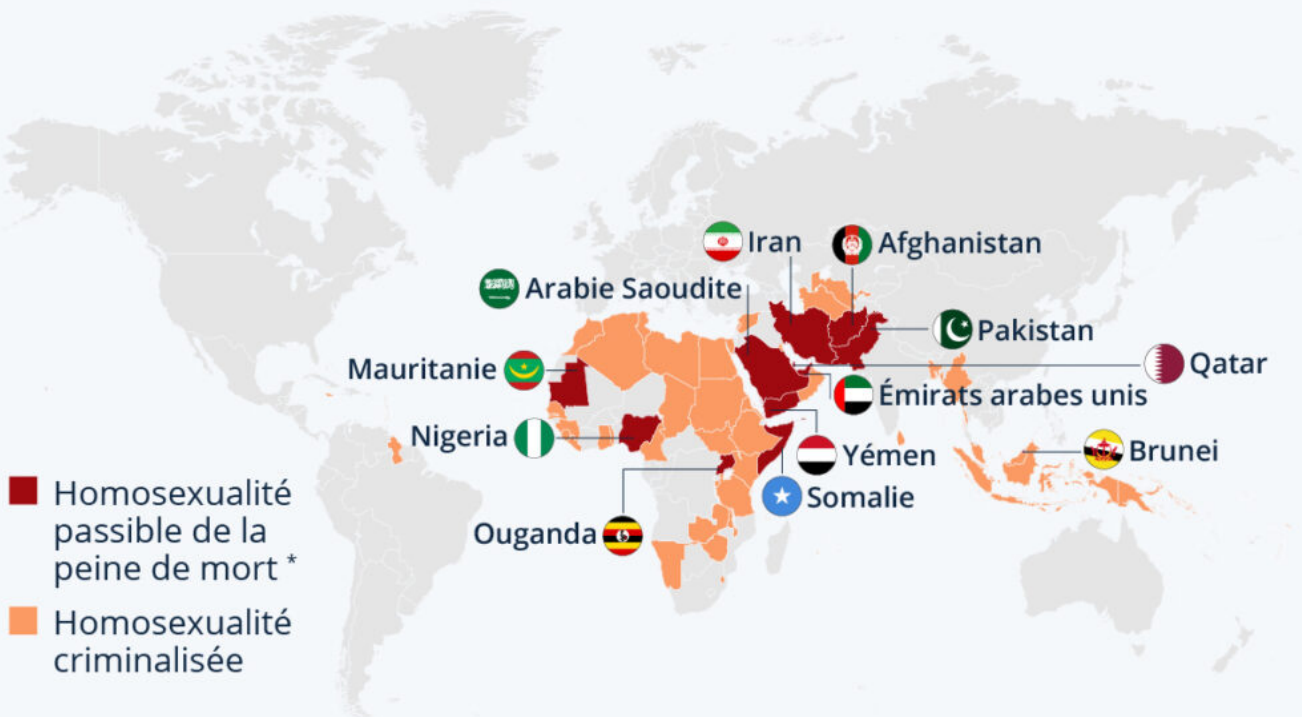 Iran
Afghanistan
Arabie Saoudite
Pakistan
Mauritanie
Qatar
Émirats arabes unis
Nigeria
Yémen
Brunei
Somalie
Ouganda
Homosexualité
passible de la
peine de mort *
Homosexualité
criminalisée